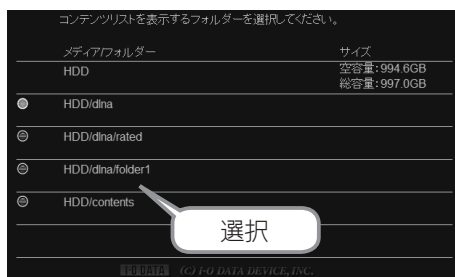 コンテンツリストを表示するフォルダーを選択してください。
メディア/フォルダー サイズ
HDD 空容量:994.6GB
総容量:997.0GB
HDD/dlna
HDD/dlna/rated
HDD/dlna/folder1
HDD/contents
選択
I-O DATA (C) I-O DATA DEVICE, INC.